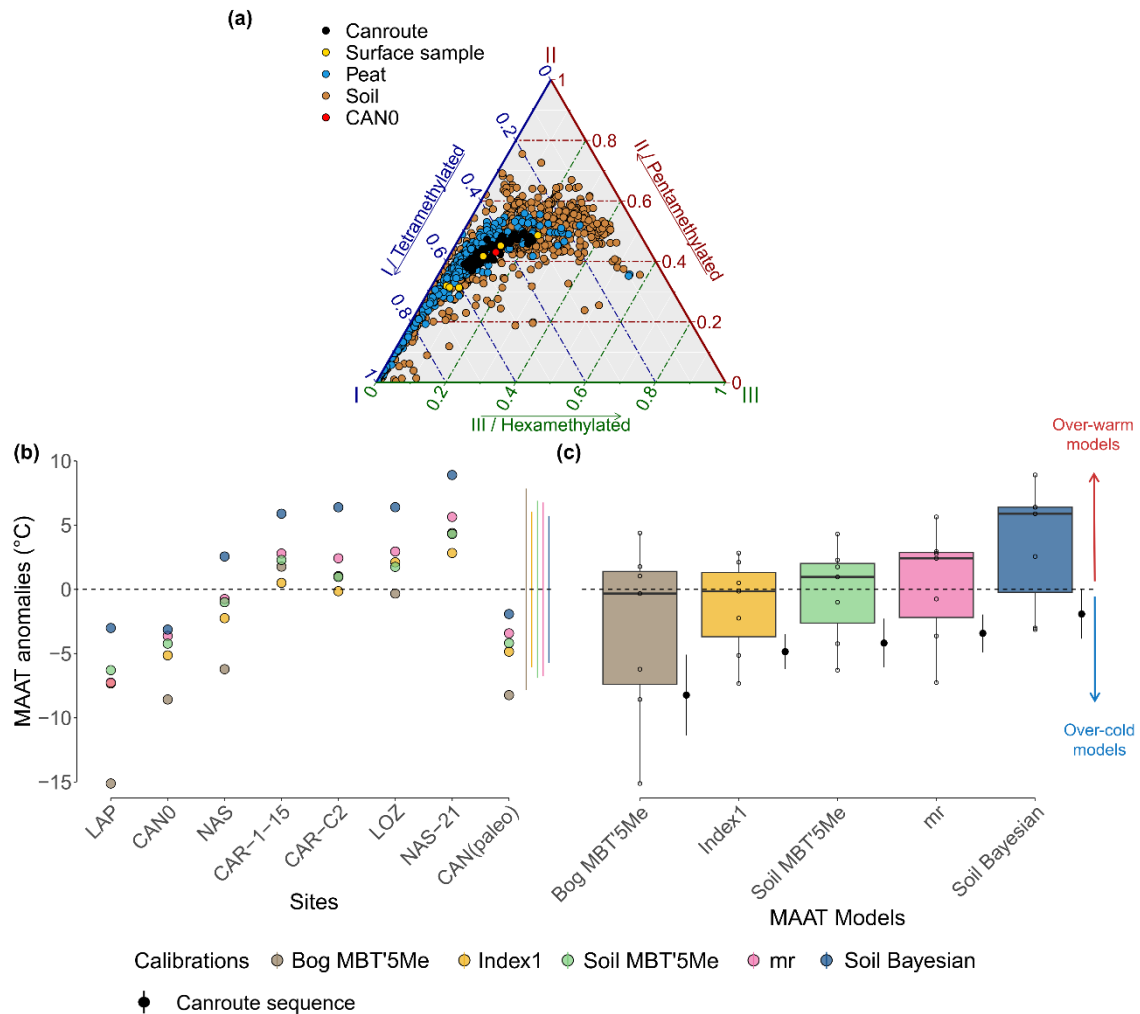 (a)
Canroute
Surface sample
Peat
Soil
CAN0
II
0
1
0.2
0.8
0.4
0.6
0.6
0.4
0.8
0.2
1
0
I / Tetramethylated
II / Pentamethylated
I
0
0.2
0.4
0.6
0.8
1
III
III / Hexamethylated
(b)
(c)
Over-warm
models
MAAT anomalies (°C)
10
5
0
−5
−10
−15
Over-cold
models
LAP
CAN0
NAS
CAR−1−15
CAR−C2
LOZ
NAS−21
CAN(paleo)
Bog MBT'5Me
Index1
Soil MBT'5Me
mr
Soil Bayesian
Sites
MAAT Models
Calibrations Bog MBT'5Me Index1 Soil MBT'5Me mr Soil Bayesian
Canroute sequence